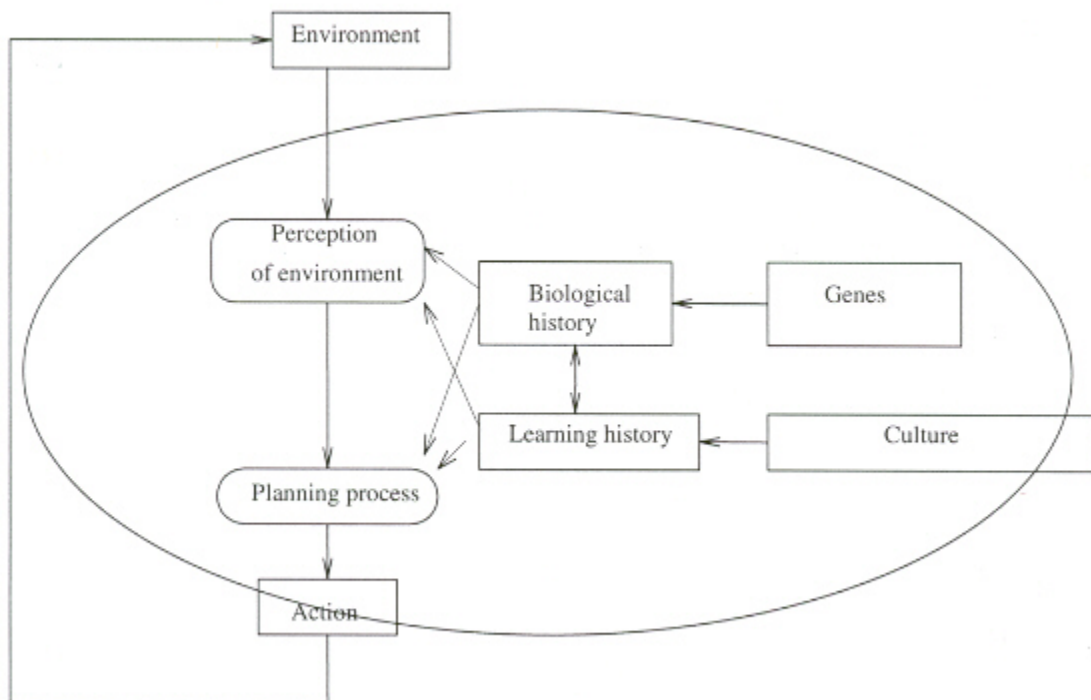 Environment
Perception
of environment
Biological
history
Genes
Learning history
Culture
Planning process
Action